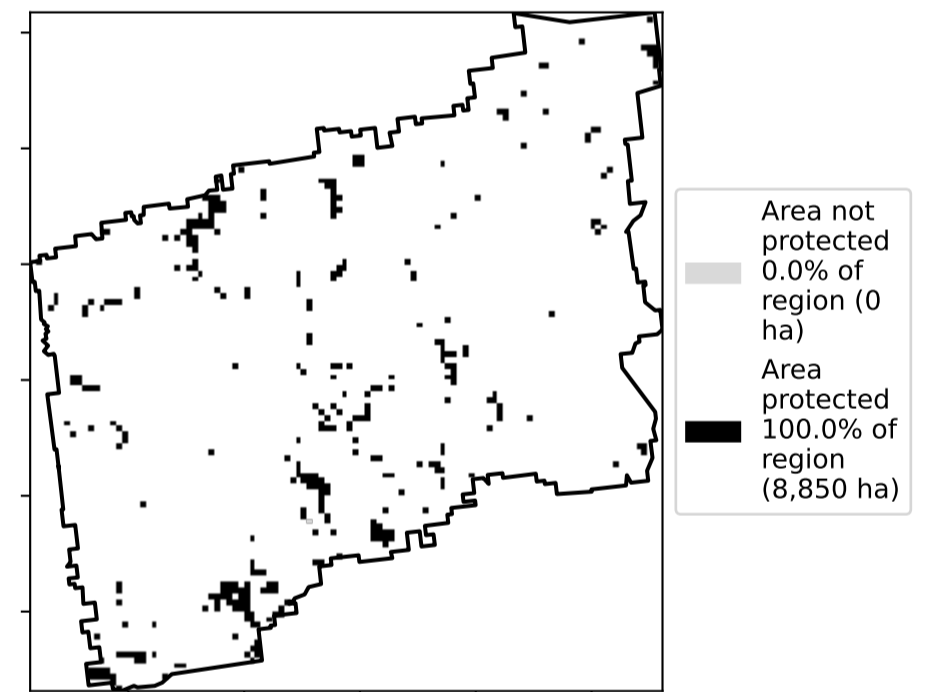 Area not
protected
0.0% of
region (0
ha)
Area
protected
100.0% of
region
(8,850 ha)